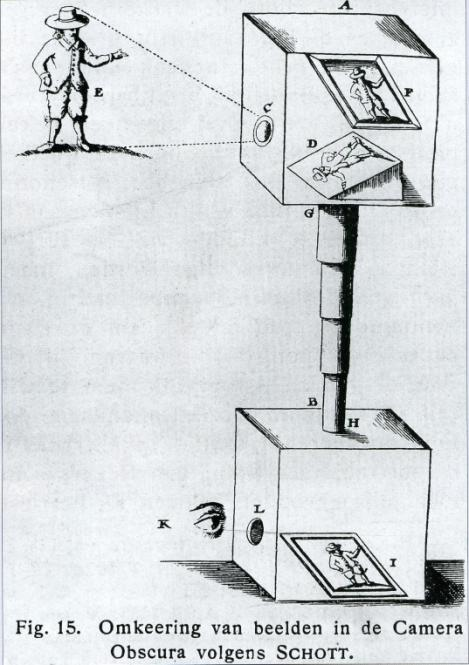 A
E
C
F
D
G
B
H
K
L
I
Fig. 15. Omkeering van beelden in de Camera
Obscura volgens SCHOTT.